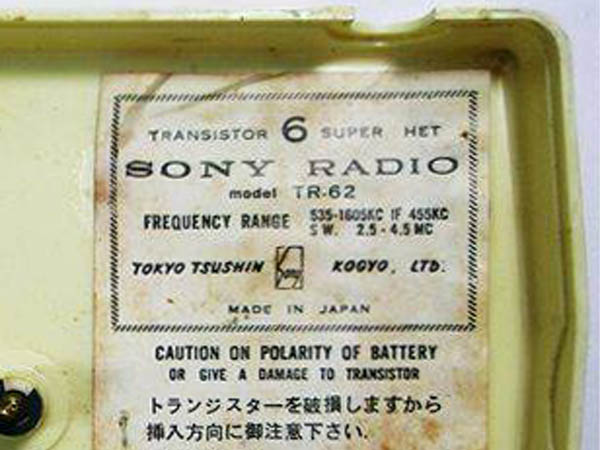 TRANSISTOR 6 SUPER HET
SONY RADIO
model TR-62
FREQUENCY RANGE 535-1605KC IF 455KC
SW. 2.5-4.5 MC
TOKYO TSUSHIN Sony KOGYO, LTD.
MADE IN JAPAN
CAUTION ON POLARITY OF BATTERY
OR GIVE A DAMAGE TO TRANSISTOR
トランジスターを破損しますから
挿入方向に御注意下さい.